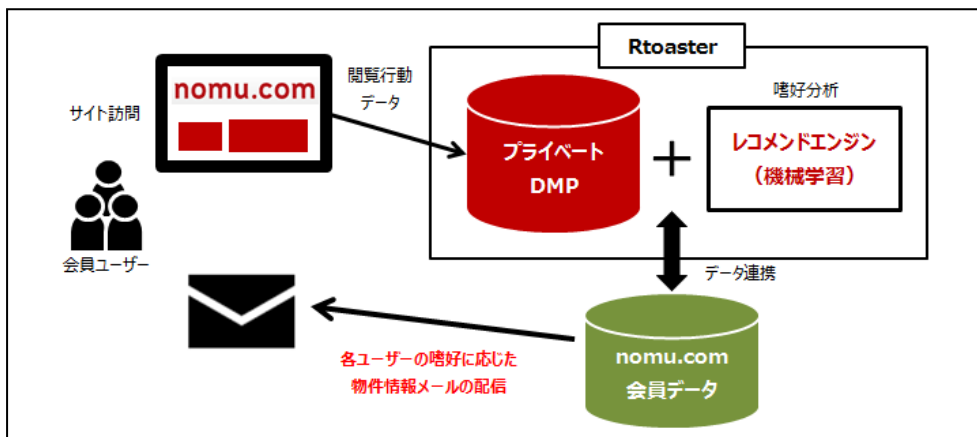 Rtoaster
nomu.com
サイト訪問
会員ユーザー
閲覧行動
データ
プライベート
DMP
嗜好分析
レコメンドエンジン
（機械学習）
データ連携
nomu.com
会員データ
各ユーザーの嗜好に応じた
物件情報メールの配信